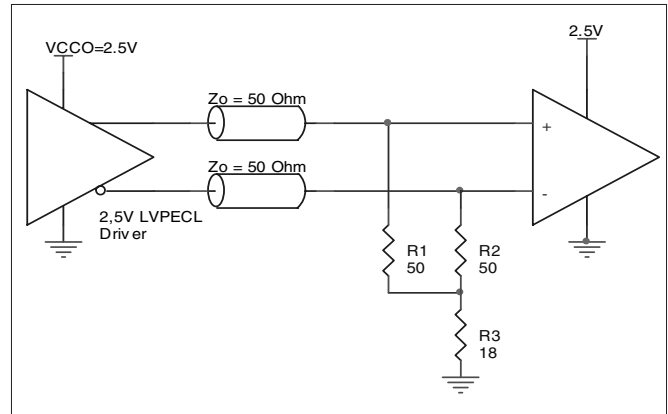 VCCO=2.5V
2.5V
Zo = 50 Ohm
+
Zo = 50 Ohm
-
2,5V LVPECL
Driver
R1
50
R2
50
R3
18